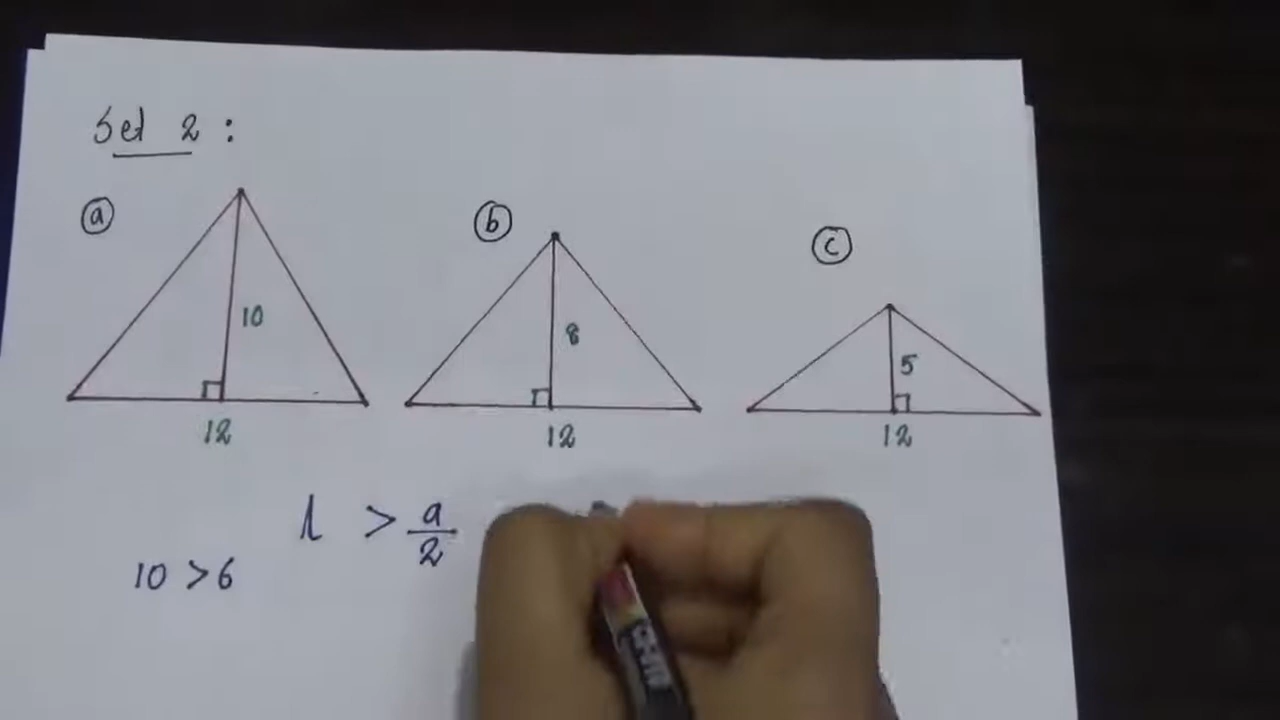 Set 2 :
a b c
10 8 5
12 12 12
l > a/2
10 > 6